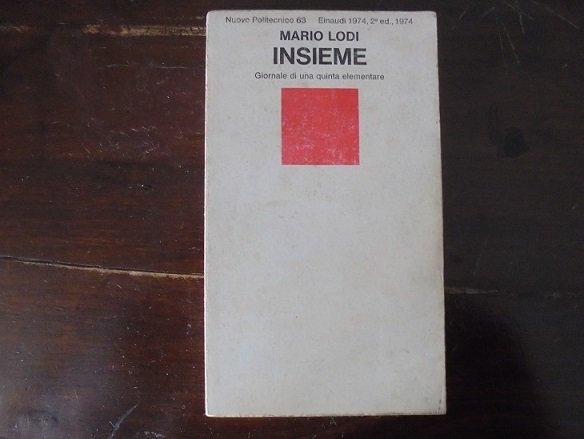 Nuovo Politecnico 63 Einaudi 1974, 2ª ed., 1974
MARIO LODI
INSIEME
Giornale di una quinta elementare